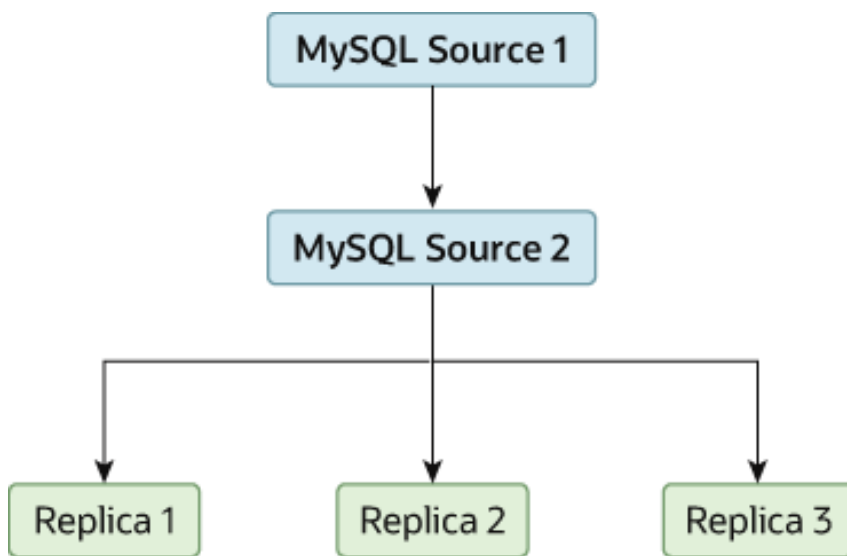 MySQL Source 1
MySQL Source 2
Replica 1
Replica 2
Replica 3